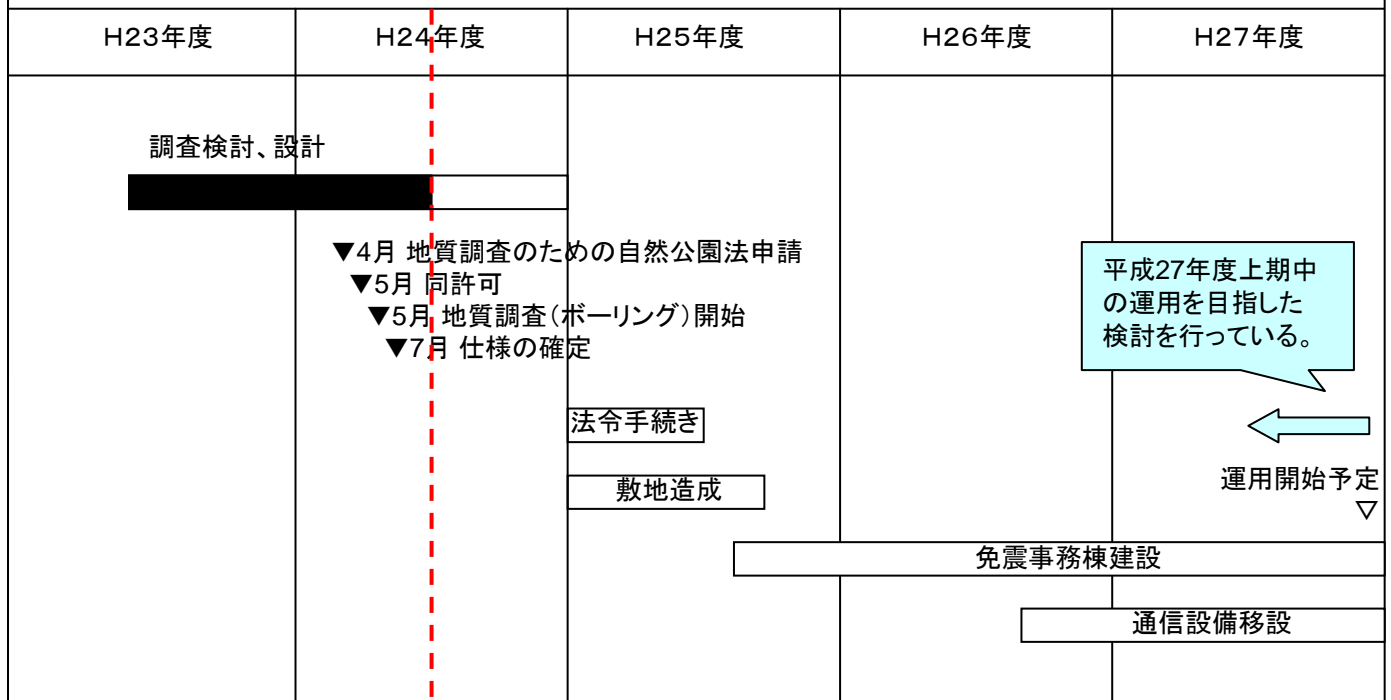 H23年度
H24年度
H25年度
H26年度
H27年度
調査検討、設計
▼4月 地質調査のための自然公園法申請
▼5月 同許可
▼5月 地質調査(ボーリング)開始
▼7月 仕様の確定
平成27年度上期中
の運用を目指した
検討を行っている。
法令手続き
敷地造成
運用開始予定
▽
免震事務棟建設
通信設備移設